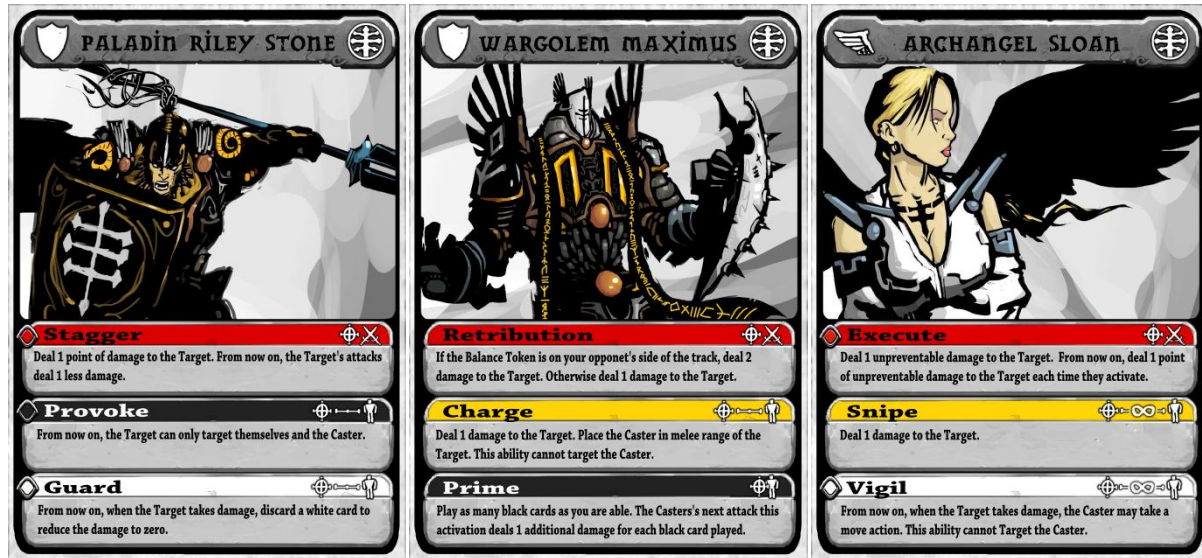 PALADIN RILEY STONE
Stagger
Deal 1 point of damage to the Target. From now on, the Target's attacks
deal 1 less damage.
Provoke
From now on, the Target can only target themselves and the Caster.
Guard
From now on, when the Target takes damage, discard a white card to
reduce the damage to zero.
WARGOLEM MAXIMUS
Retribution
If the Balance Token is on your opponent's side of the track, deal 2
damage to the Target. Otherwise deal 1 damage to the Target.
Charge
Deal 1 damage to the Target. Place the Caster in melee range of the
Target. This ability cannot target the Caster.
Prime
Play as many black cards as you are able. The Casters's next attack this
activation deals 1 additional damage for each black card played.
ARCHANGEL SLOAN
Execute
Deal 1 unpreventable damage to the Target. From now on, deal 1 point
of unpreventable damage to the Target each time they activate.
Snipe
Deal 1 damage to the Target.
Vigil
From now on, when the Target takes damage, the Caster may take a
move action. This ability cannot Target the Caster.